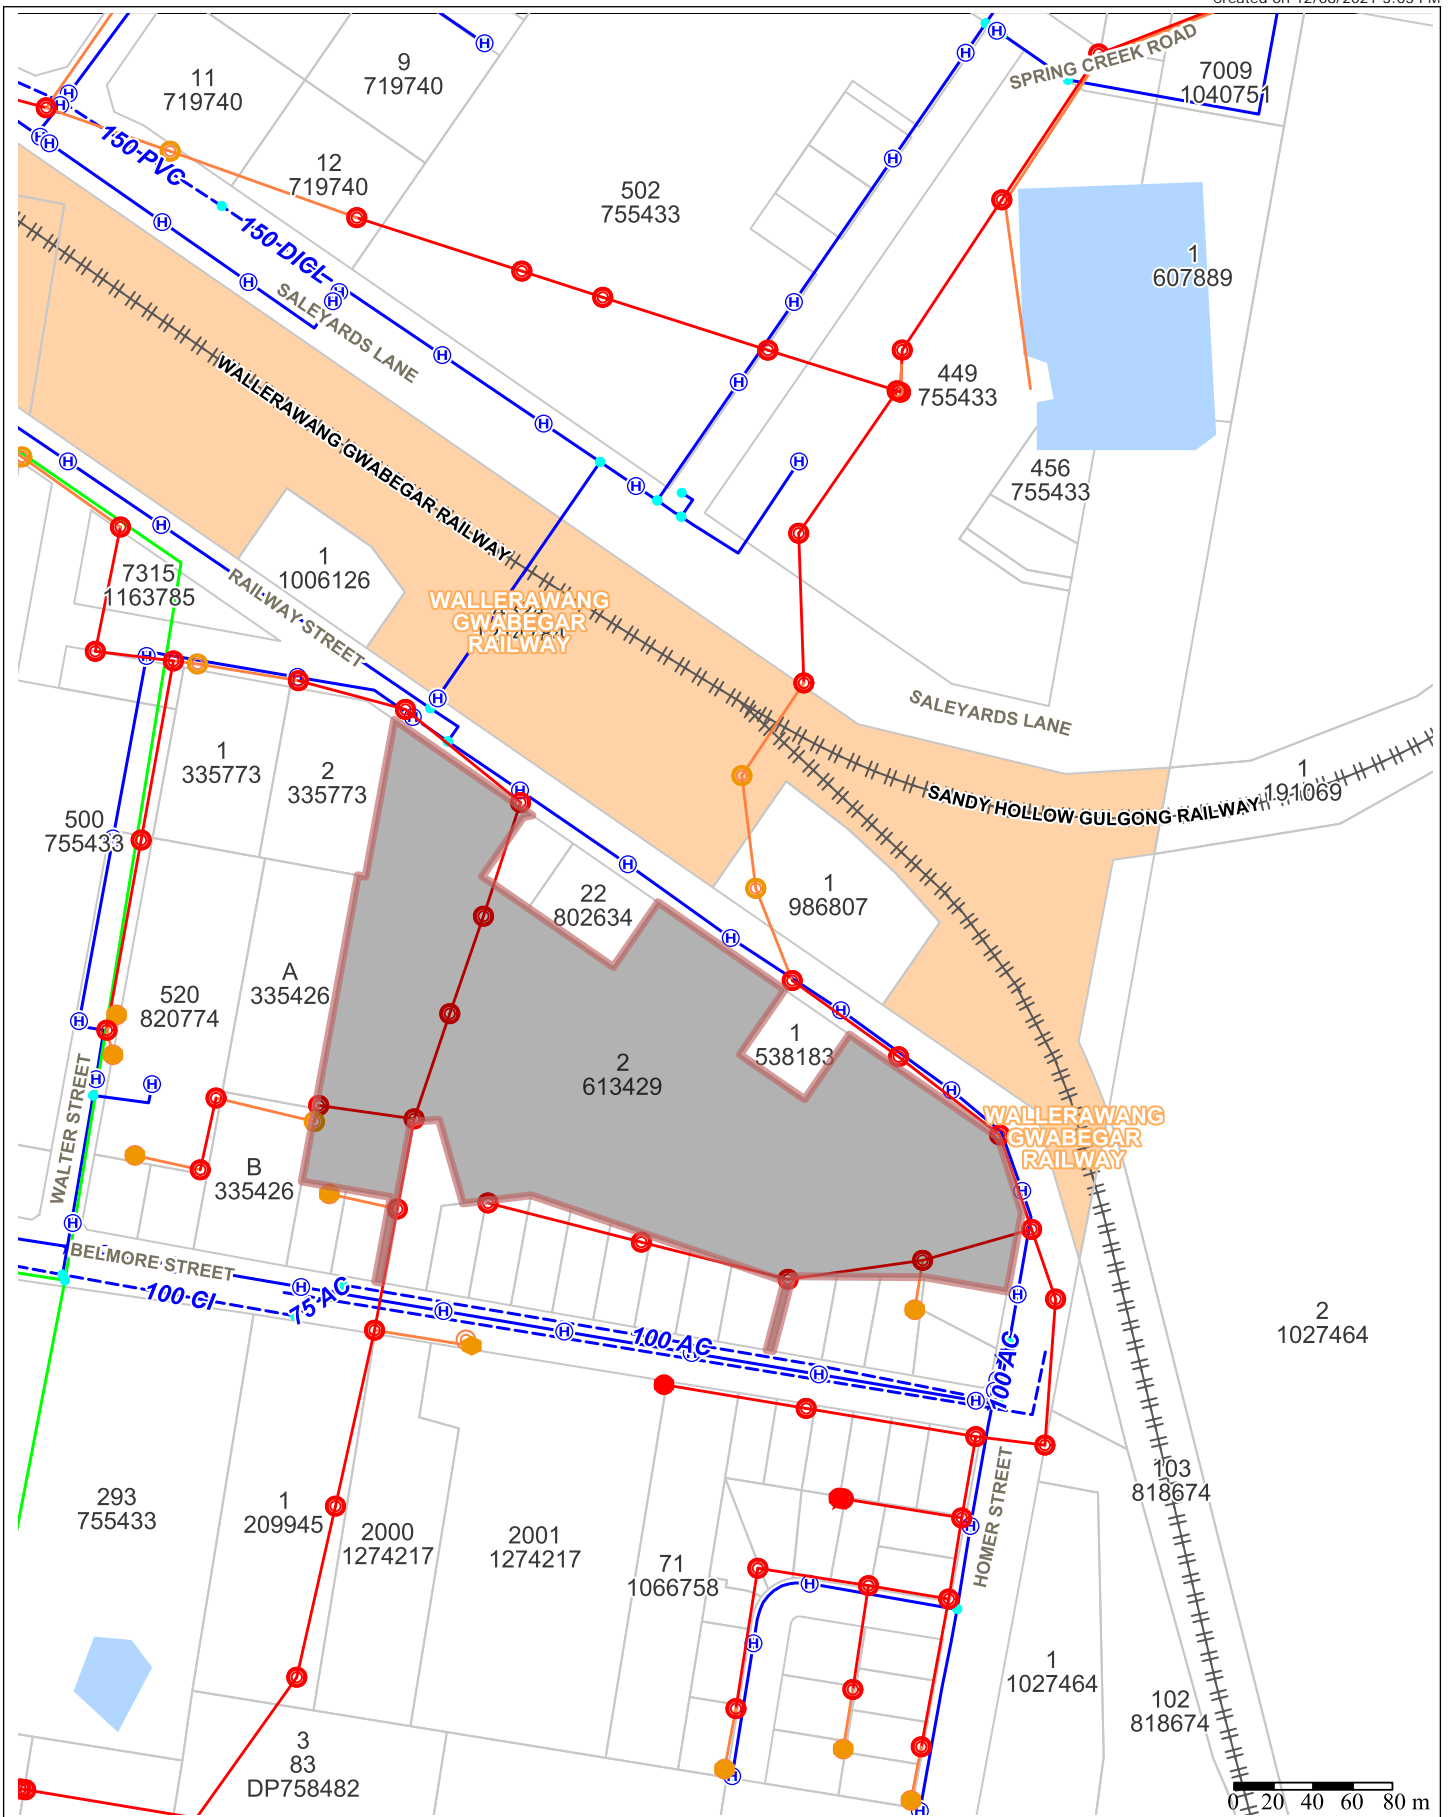 SPRING CREEK ROAD
7009
1040751
11
719740
9
719740
12
719740
502
755433
150 PVC
150 DICL
SALEYARDS LANE
1
607889
449
755433
456
755433
WALLERAWANG GWABEGAR RAILWAY
1
1006126
7315
1163785
RAILWAY STREET
WALLERAWANG
GWABEGAR
RAILWAY
SALEYARDS LANE
1
335773
2
335773
1
191069
SANDY HOLLOW GULGONG RAILWAY
500
755433
22
802634
1
986807
A
335426
520
820774
1
538183
2
613429
WALTER STREET
B
335426
WALLERAWANG
GWABEGAR
RAILWAY
BELMORE STREET
100 CI
75 AC
100 AC
100 AC
2
1027464
HOMER STREET
103
818674
293
755433
1
209945
2000
1274217
2001
1274217
71
1066758
1
1027464
102
818674
3
83
DP758482
0 20 40 60 80 m